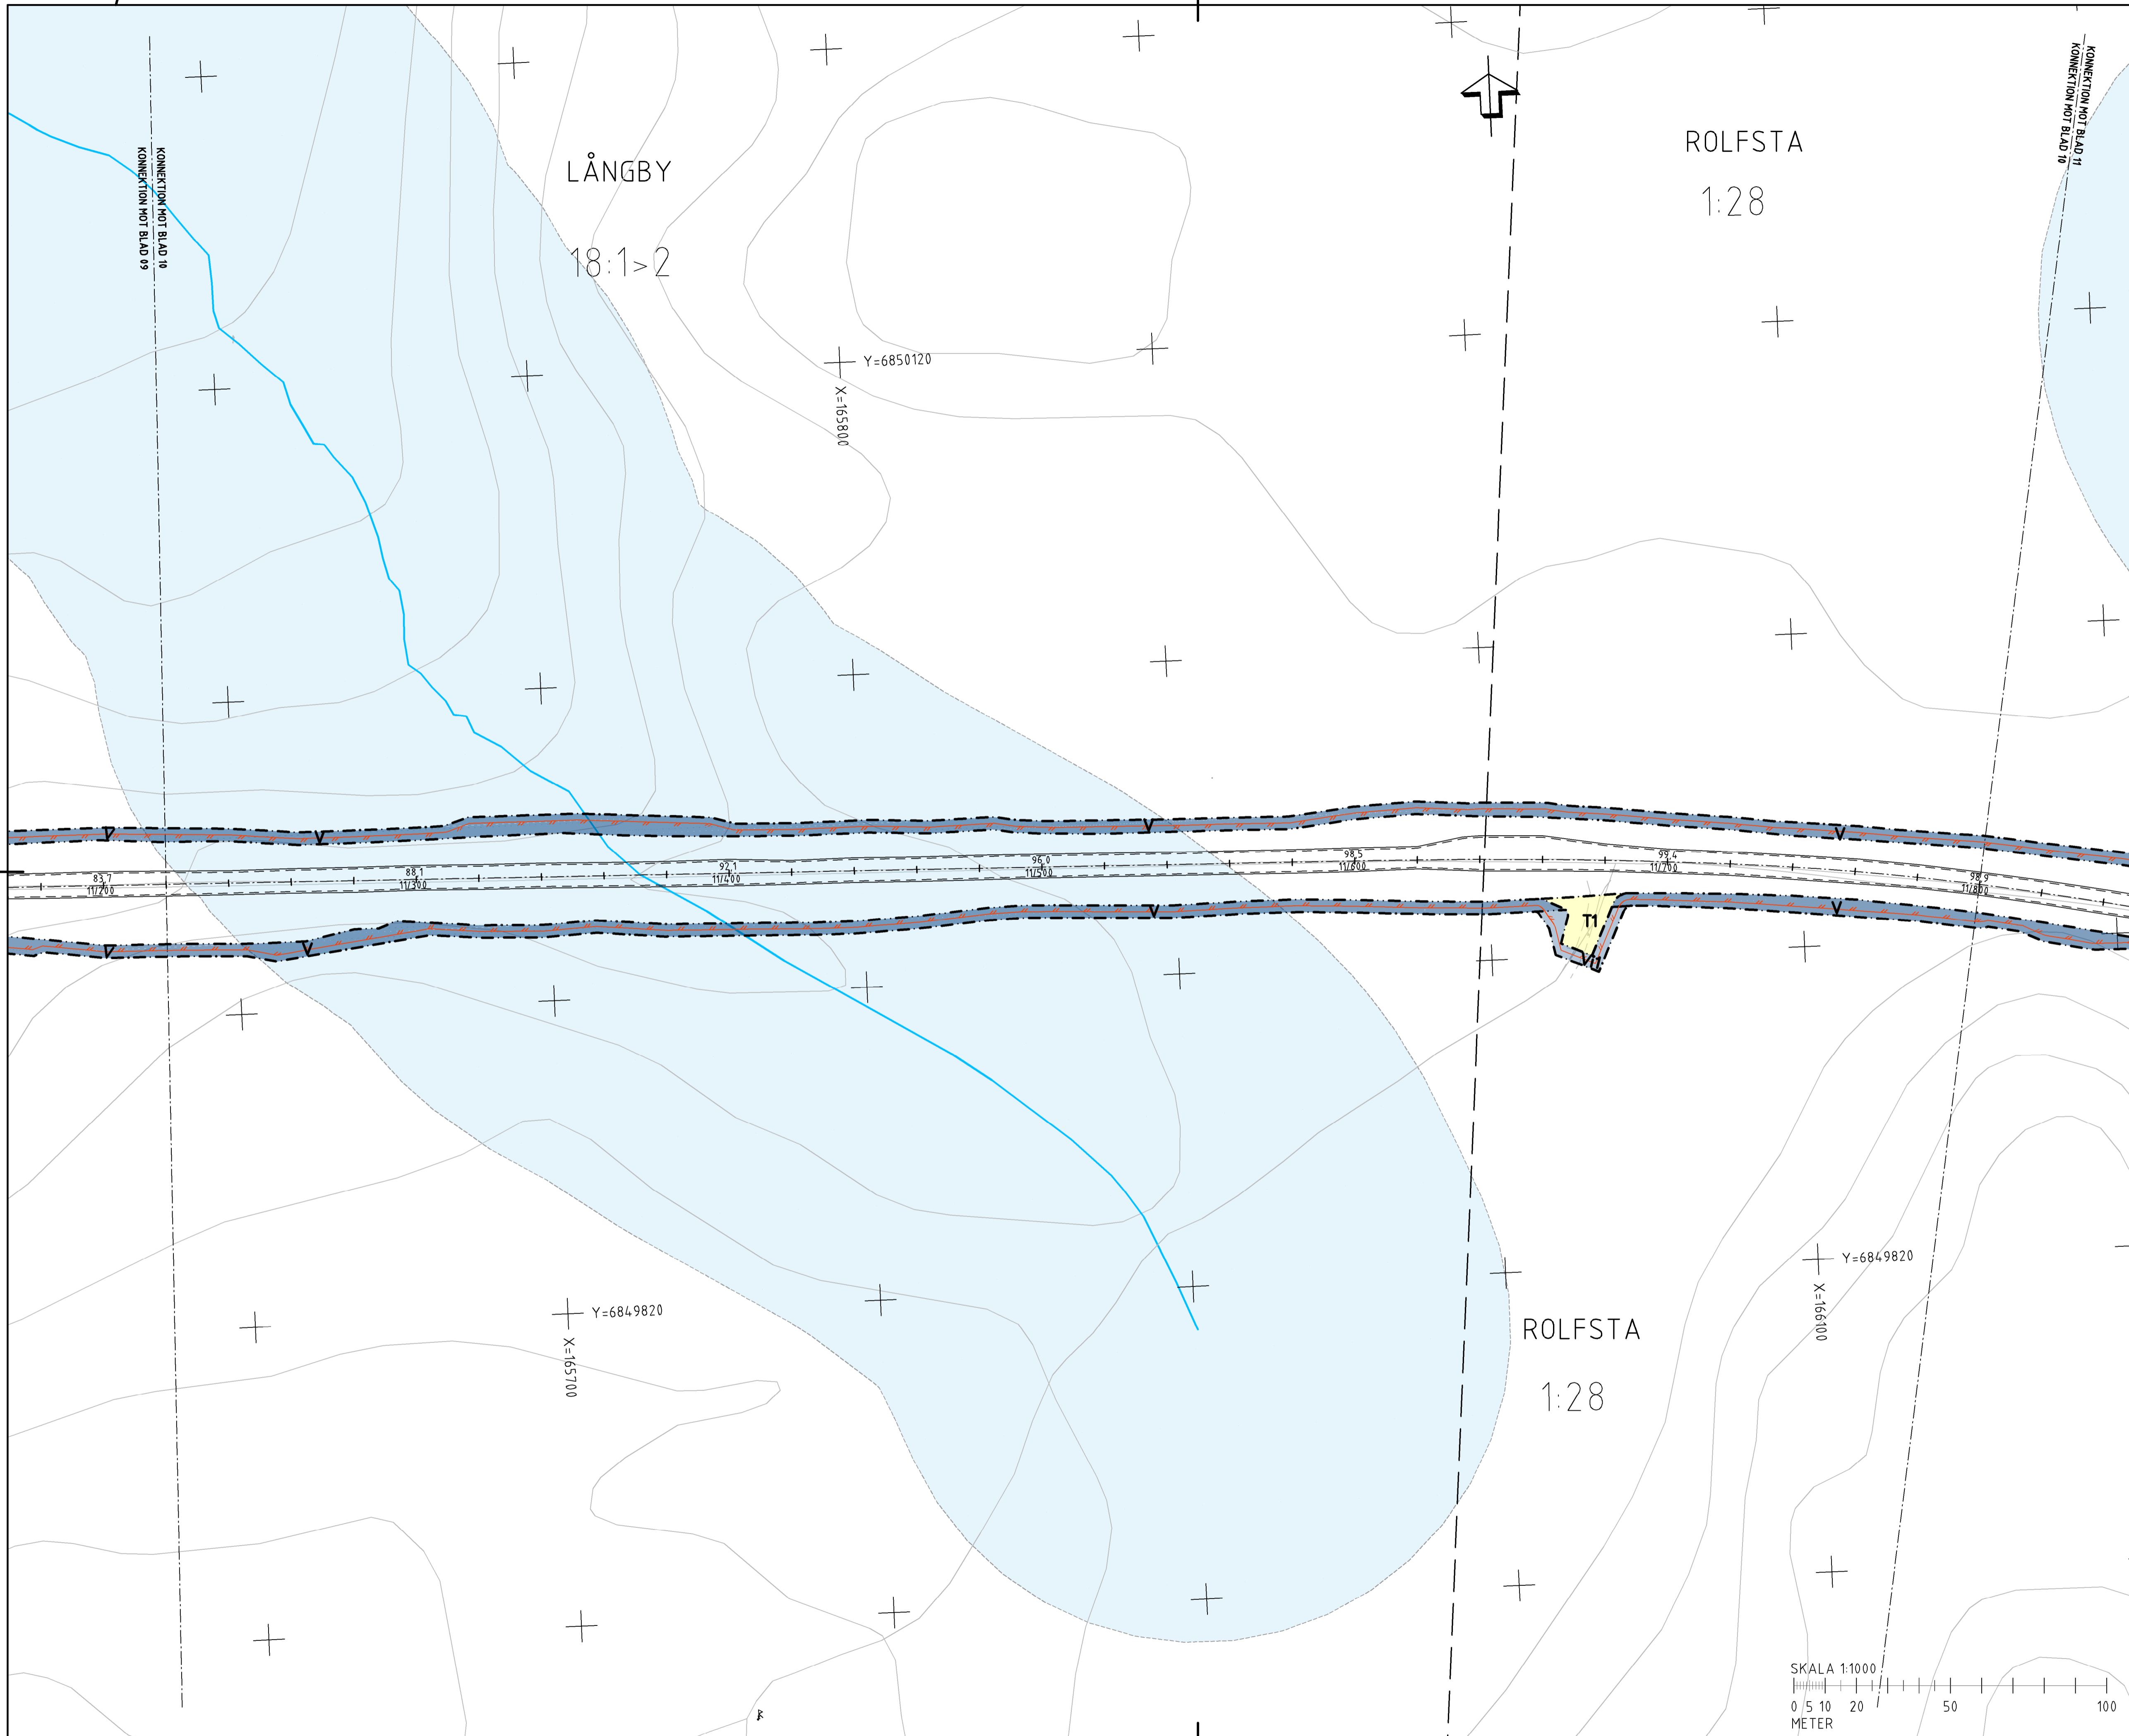 KONNEKTION MOT BLAD 11
KONNEKTION MOT BLAD 10
ROLFSTA
1:28
LÅNGBY
18:1>2
KONNEKTION MOT BLAD 10
KONNEKTION MOT BLAD 09
Y=6850120
X=165800
V
V
V
V
83,7
11/200
88,1
11/300
92,1
11/400
96,0
11/500
98,5
11/600
99,4
11/700
98,9
11/800
V
V
V
T1
Vi1
V
Y=6849820
X=166100
Y=6849820
X=165700
ROLFSTA
1:28
SKALA 1:1000
0 5 10 20 50 100
METER